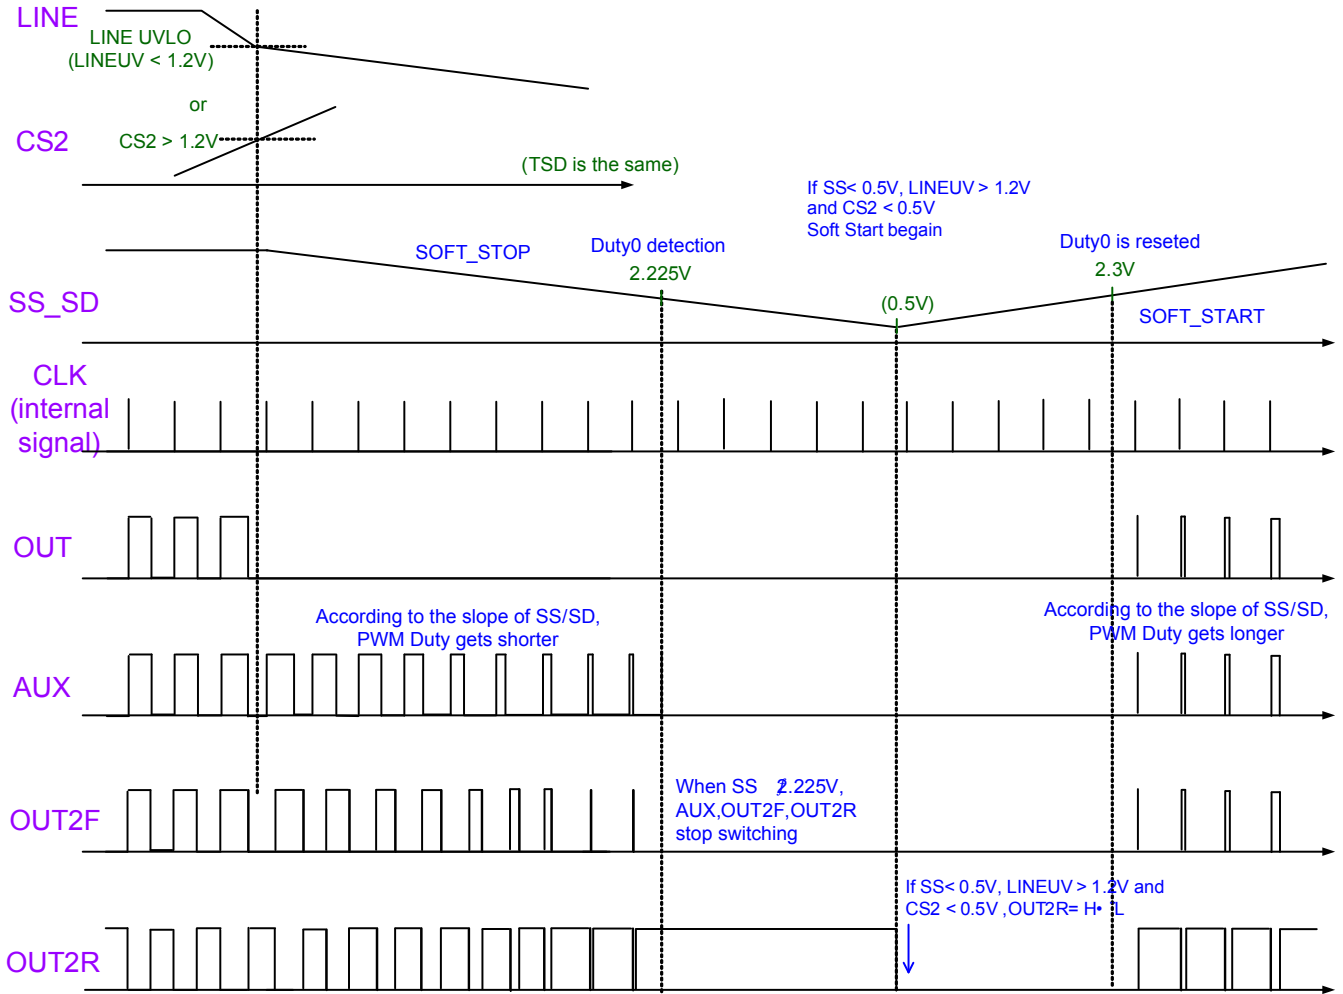 LINE
LINE UVLO
(LINEUV < 1.2V)
or
CS2
CS2 > 1.2V
(TSD is the same)
If SS< 0.5V, LINEUV > 1.2V
and CS2 < 0.5V
Soft Start begain
SOFT_STOP
Duty0 detection
2.225V
Duty0 is reseted
2.3V
SS_SD
(0.5V)
SOFT_START
CLK
(internal
signal)
OUT
According to the slope of SS/SD,
PWM Duty gets shorter
According to the slope of SS/SD,
PWM Duty gets longer
AUX
When SS 2.225V,
AUX,OUT2F,OUT2R
stop switching
OUT2F
If SS< 0.5V, LINEUV > 1.2V and
CS2 < 0.5V ,OUT2R= H• L
OUT2R